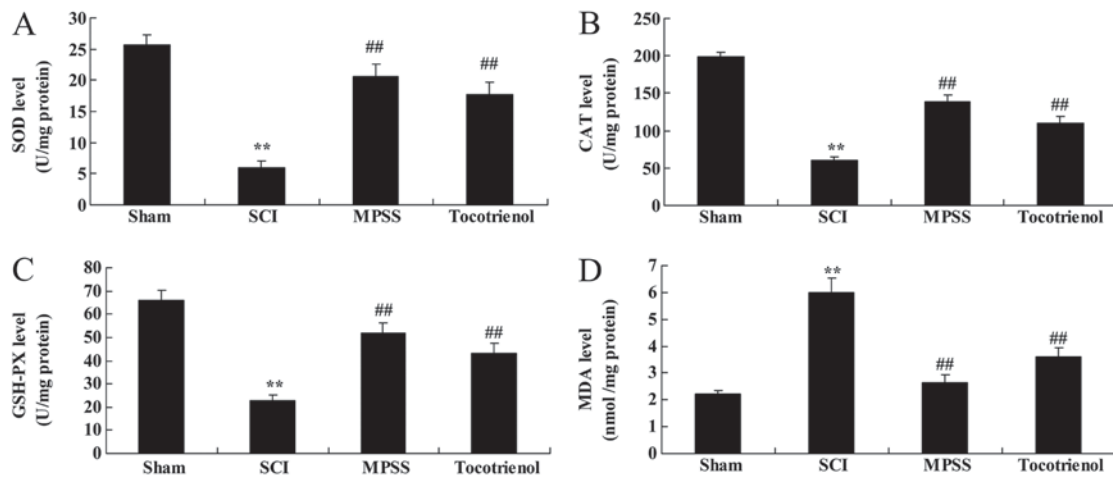 A
SOD level
(U/mg protein)
30
25
20
15
10
5
0
**
##
##
Sham SCI MPSS Tocotrienol
B
CAT level
(U/mg protein)
250
200
150
100
50
0
**
##
##
Sham SCI MPSS Tocotrienol
C
GSH-PX level
(U/mg protein)
80
70
60
50
40
30
20
10
0
**
##
##
Sham SCI MPSS Tocotrienol
D
MDA level
(nmol /mg protein)
7
6
5
4
3
2
1
0
**
##
##
Sham SCI MPSS Tocotrienol